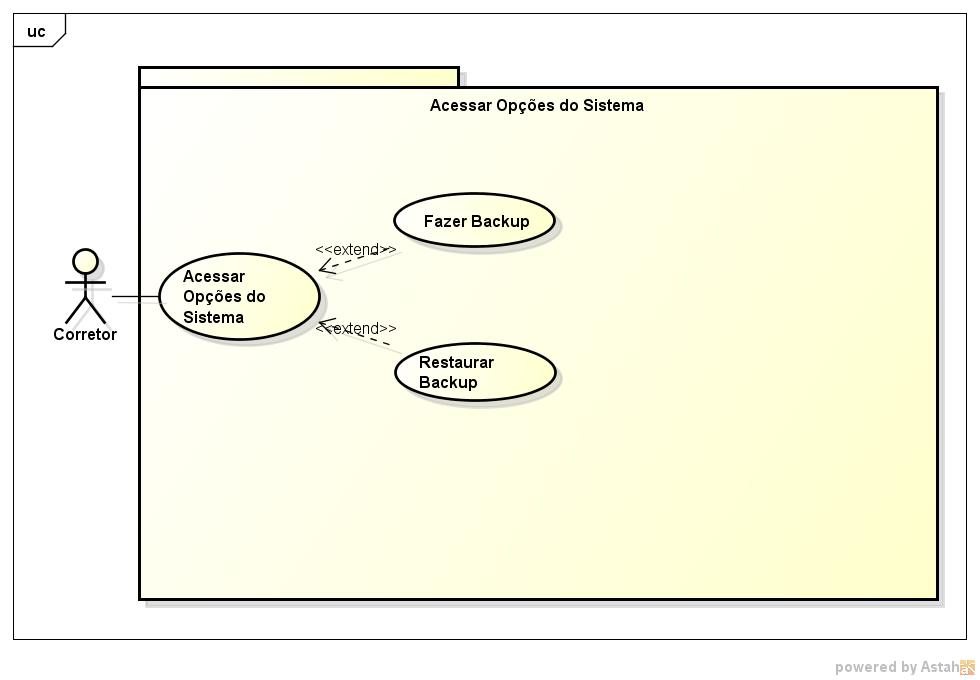 uc
Acessar Opções do Sistema
Fazer Backup
<<extend>>
Acessar
Opções do
Sistema
<<extend>>
Corretor
Restaurar
Backup
powered by Astah